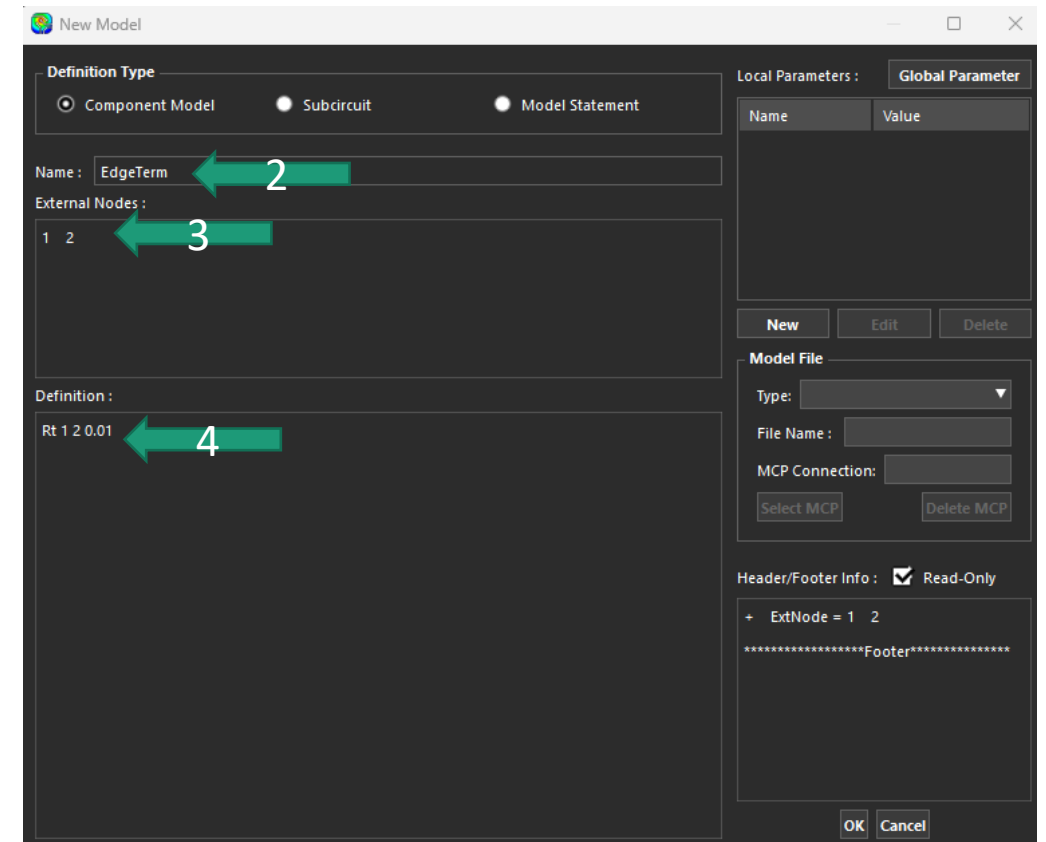 New Model
Definition Type
Component Model Subcircuit Model Statement
Name : EdgeTerm
2
External Nodes :
1 2
3
Definition :
Rt 1 2 0.01
4
Local Parameters : Global Parameter
Name Value
New Edit Delete
Model File
Type:
File Name :
MCP Connection:
Select MCP Delete MCP
Header/Footer Info : Read-Only
+ ExtNode = 1 2
******************Footer***************
OK Cancel